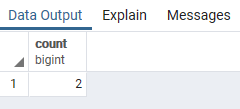 Data Output Explain Messages
count
bigint
1 2